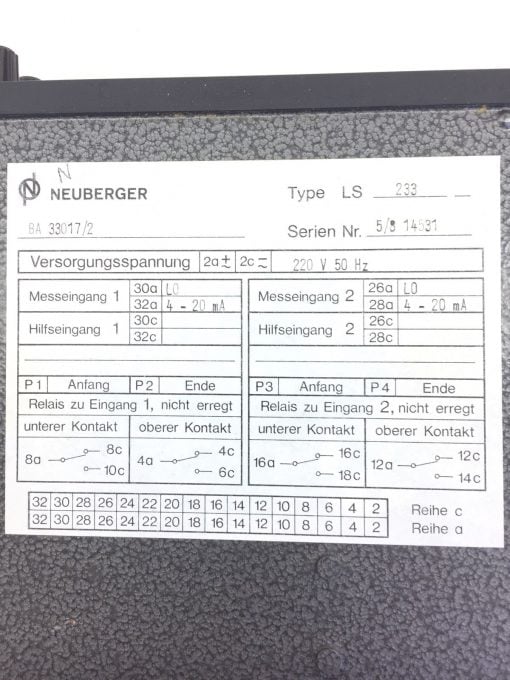 N
NEUBERGER Type LS 233
BA 33017/2 Serien Nr. 5/8 14531
Versorgungsspannung 2a± 2c 220 V 50 Hz
Messeingang 1 30a LO
32a 4 - 20 mA
Hilfseingang 1 30c
32c
Messeingang 2 26a LO
28a 4 - 20 mA
Hilfseingang 2 26c
28c
P1 Anfang P2 Ende
Relais zu Eingang 1, nicht erregt
unterer Kontakt oberer Kontakt
8a 8c 10c 4a 4c 6c
P3 Anfang P4 Ende
Relais zu Eingang 2, nicht erregt
unterer Kontakt oberer Kontakt
16a 16c 18c 12a 12c 14c
32 30 28 26 24 22 20 18 16 14 12 10 8 6 4 2 Reihe c
32 30 28 26 24 22 20 18 16 14 12 10 8 6 4 2 Reihe a